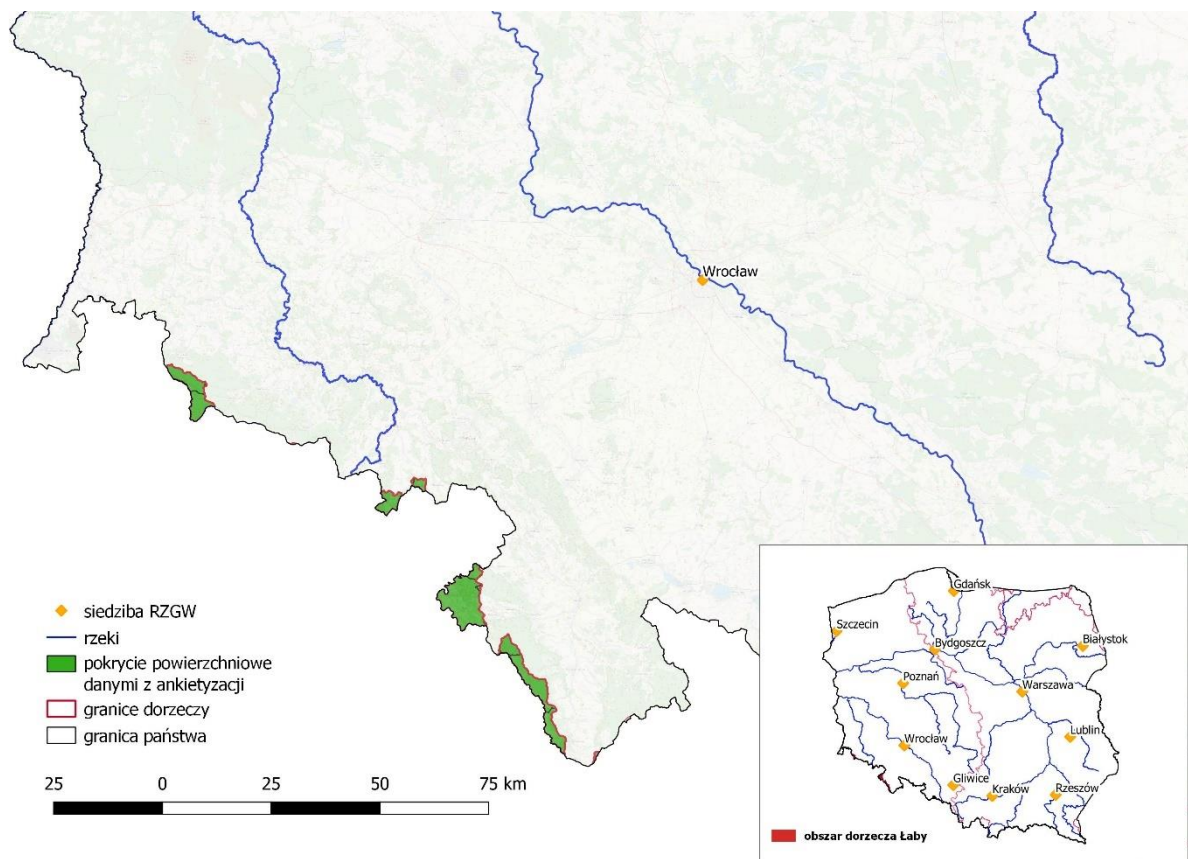 Wrocław
siedziba RZGW
rzeki
pokrycie powierzchniowe
danymi z ankietyzacji
granice dorzeczy
granica państwa
25 0 25 50 75 km
Gdańsk
Szczecin
Bydgoszcz
Białystok
Poznań
Warszawa
Wrocław
Lublin
Gliwice
Kraków
Rzeszów
obszar dorzecza Łaby